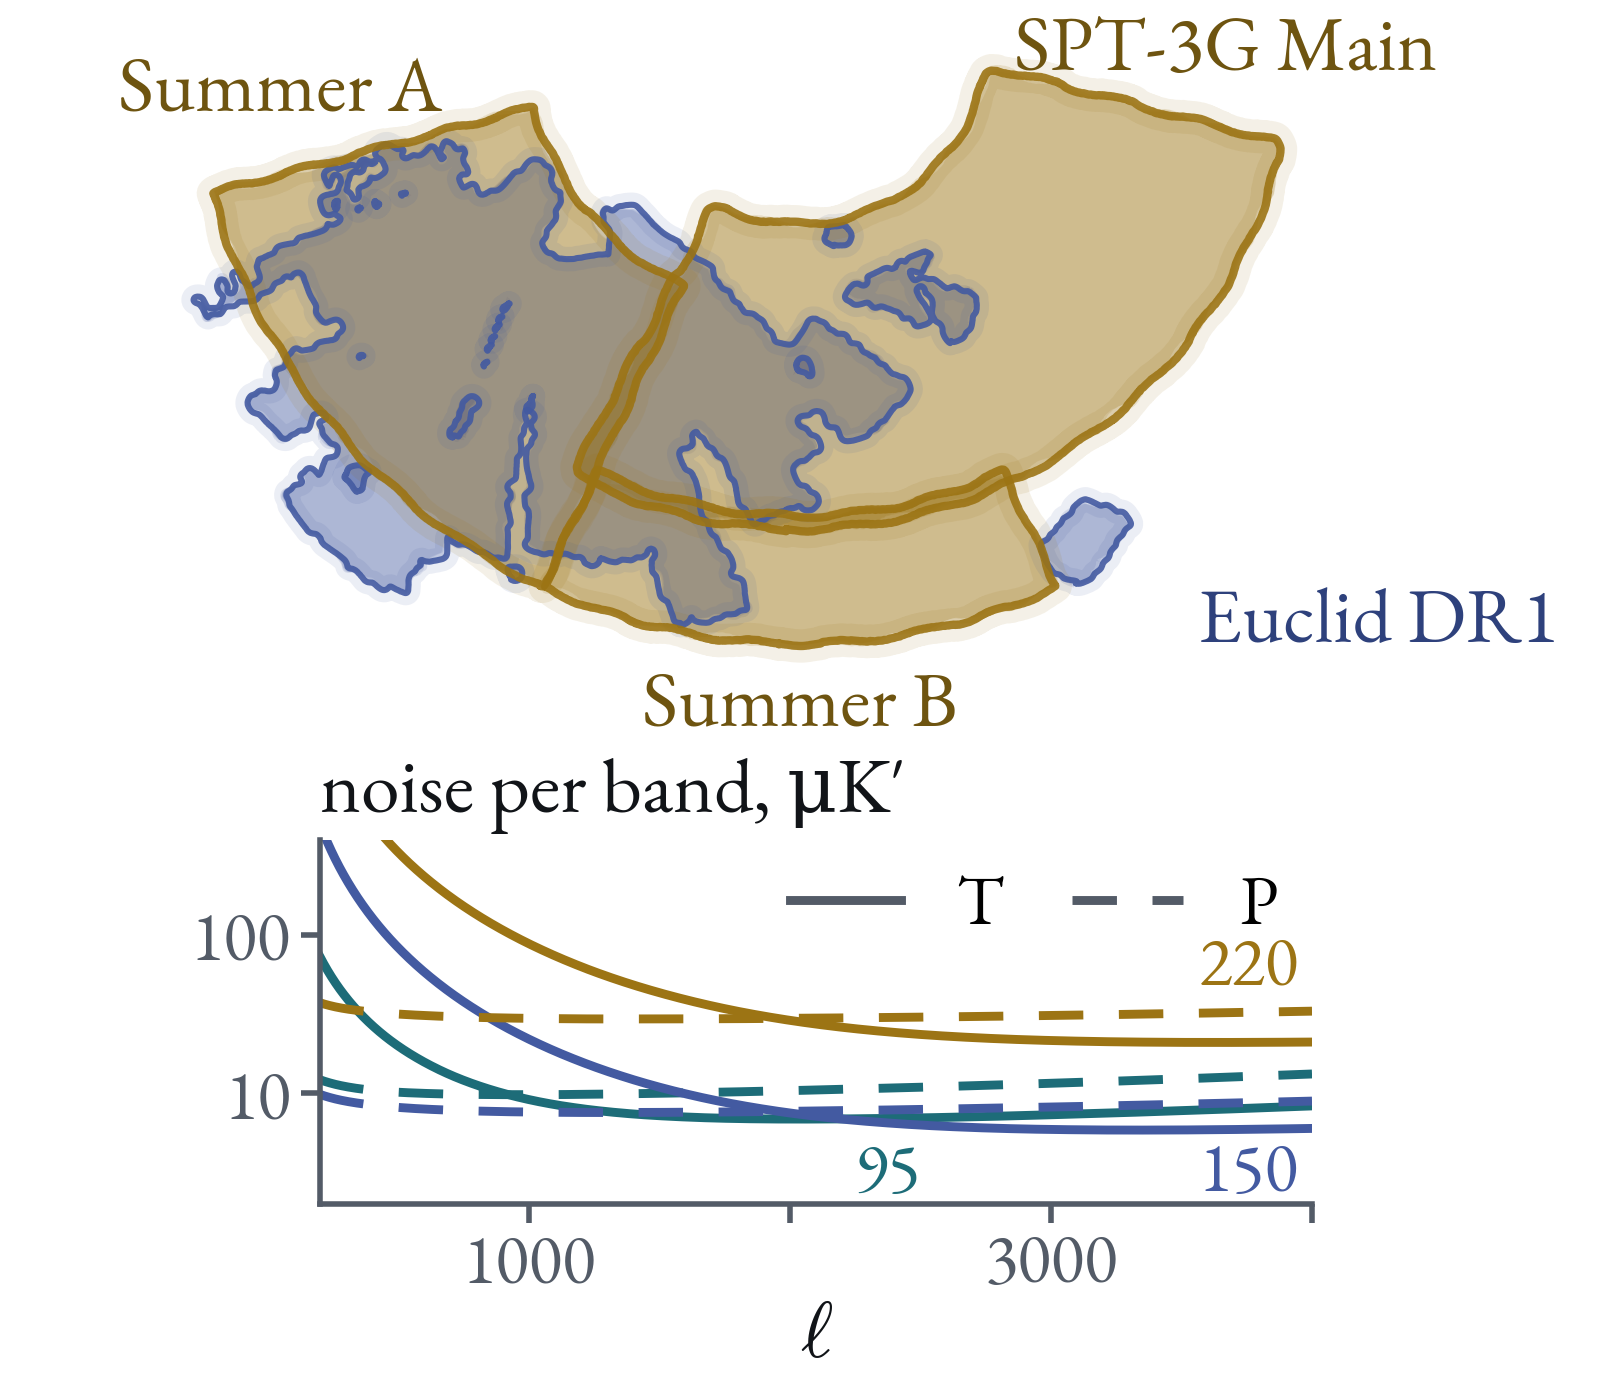 SPT-3G Main
Summer A
Euclid DR1
Summer B
noise per band, μK′
T P
100
220
10
95
150
1000 3000
ℓ